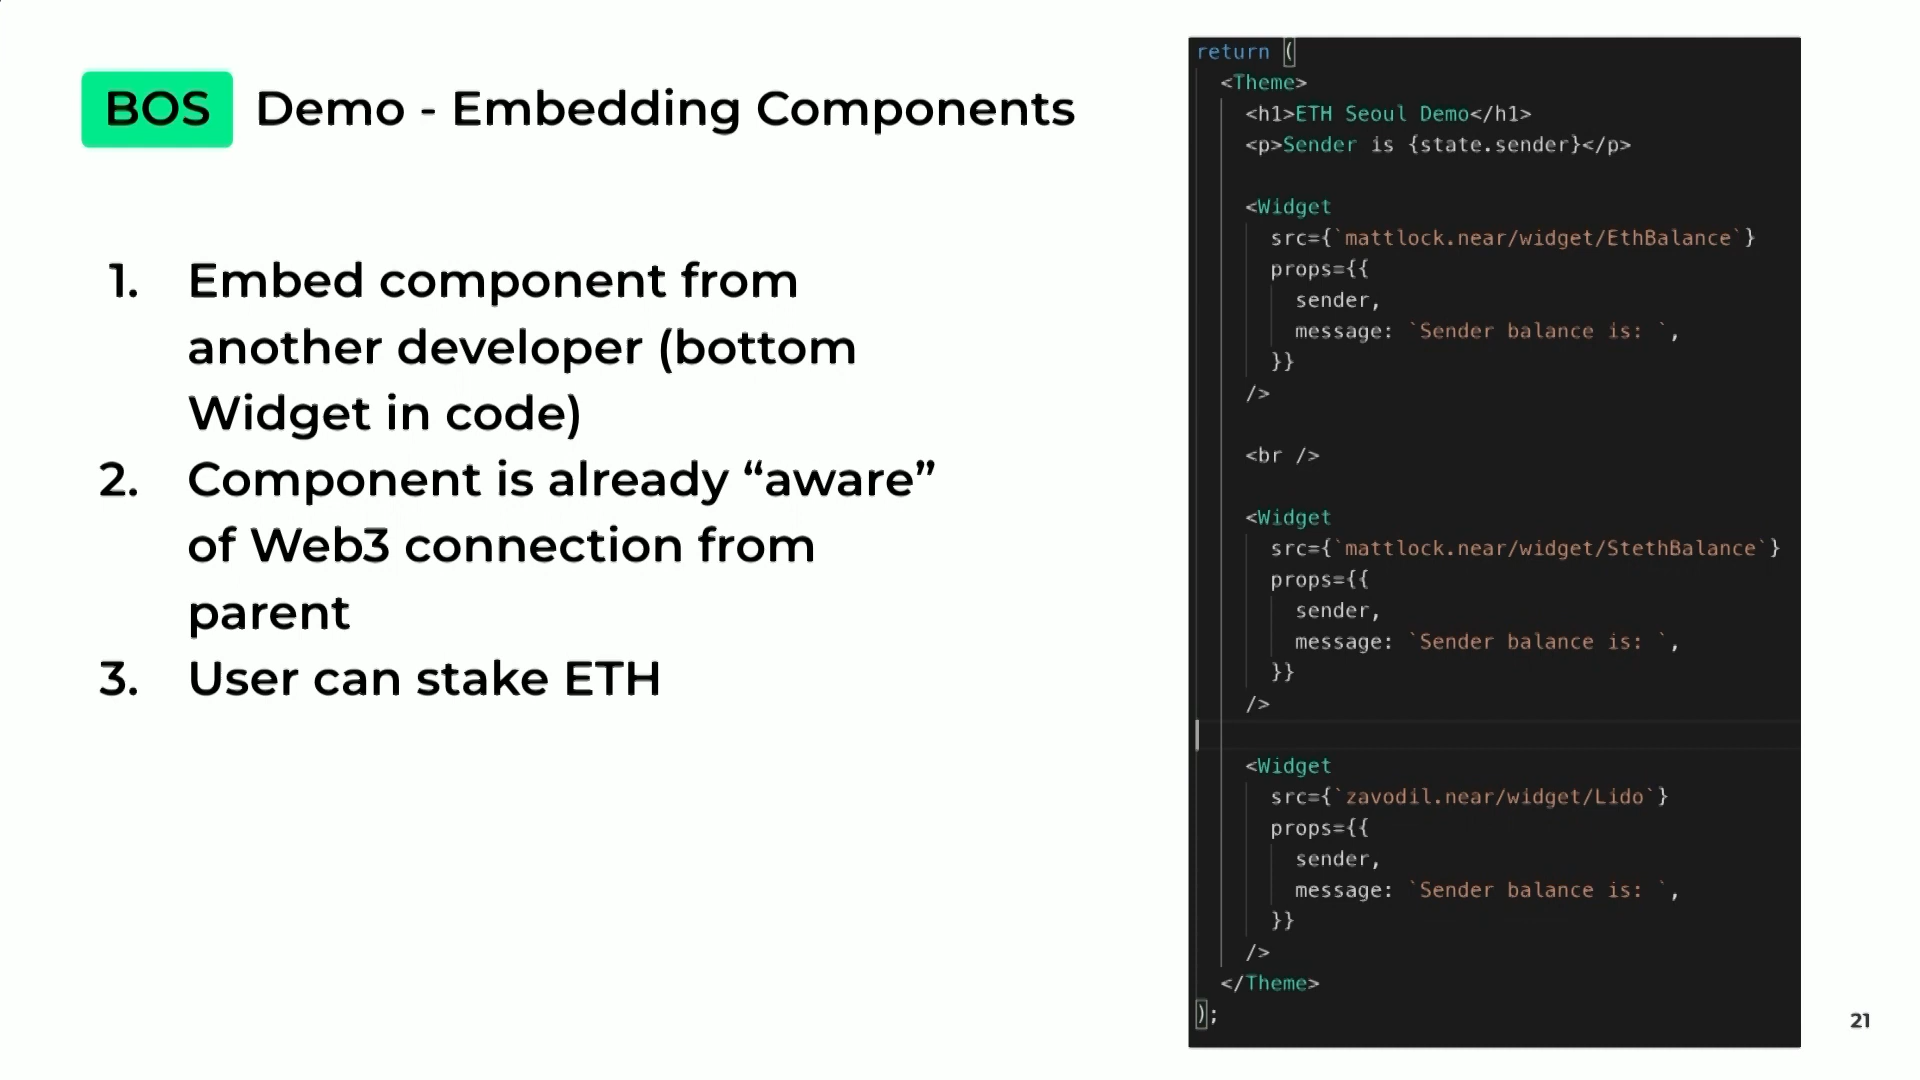 BOS Demo - Embedding Components
1. Embed component from
another developer (bottom
Widget in code)
2. Component is already “aware”
of Web3 connection from
parent
3. User can stake ETH
return (
<Theme>
<h1>ETH Seoul Demo</h1>
<p>Sender is {state.sender}</p>
<Widget
src={`mattlock.near/widget/EthBalance`}
props={{
sender,
message: `Sender balance is: `,
}}
/>
<br />
<Widget
src={`mattlock.near/widget/StethBalance`}
props={{
sender,
message: `Sender balance is: `,
}}
/>
<Widget
src={`zavodil.near/widget/Lido`}
props={{
sender,
message: `Sender balance is: `,
}}
/>
</Theme>
);
21